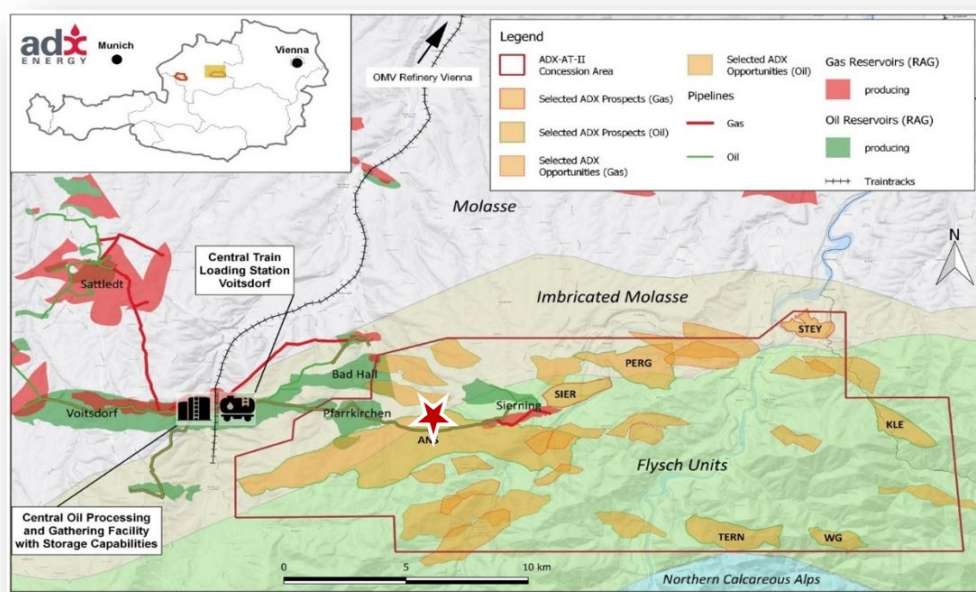 adx
ENERGY
Munich
Vienna
OMV Refinery Vienna
Legend
ADX-AT-II
Concession Area
Selected ADX Prospects (Gas)
Selected ADX Prospects (Oil)
Selected ADX
Opportunities (Gas)
Selected ADX
Opportunities (Oil)
Pipelines
Gas
Oil
Gas Reservoirs (RAG)
producing
Oil Reservoirs (RAG)
producing
Traintracks
Molasse
N
Central Train
Loading Station
Voitsdorf
Sattledt
Imbricated Molasse
STEY
PERG
Bad Hall
SIER
Voitsdorf
Pfarrkirchen
Sierning
ANS
KLE
Flysch Units
Central Oil Processing
and Gathering Facility
with Storage Capabilities
TERN
WG
0
5
10 km
Northern Calcareous Alps